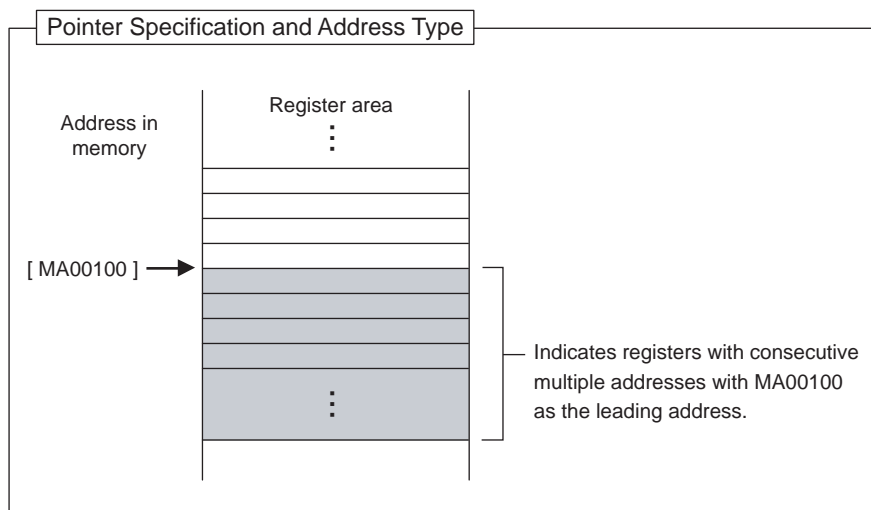 Pointer Specification and Address Type
Register area
Address in
memory
[ MA00100 ]
Indicates registers with consecutive
multiple addresses with MA00100
as the leading address.